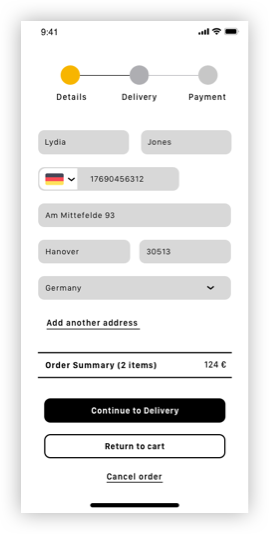 9:41
Details Delivery Payment
Lydia Jones
17690456312
Am Mittefelde 93
Hanover 30513
Germany
Add another address
Order Summary (2 items) 124 €
Continue to Delivery
Return to cart
Cancel order